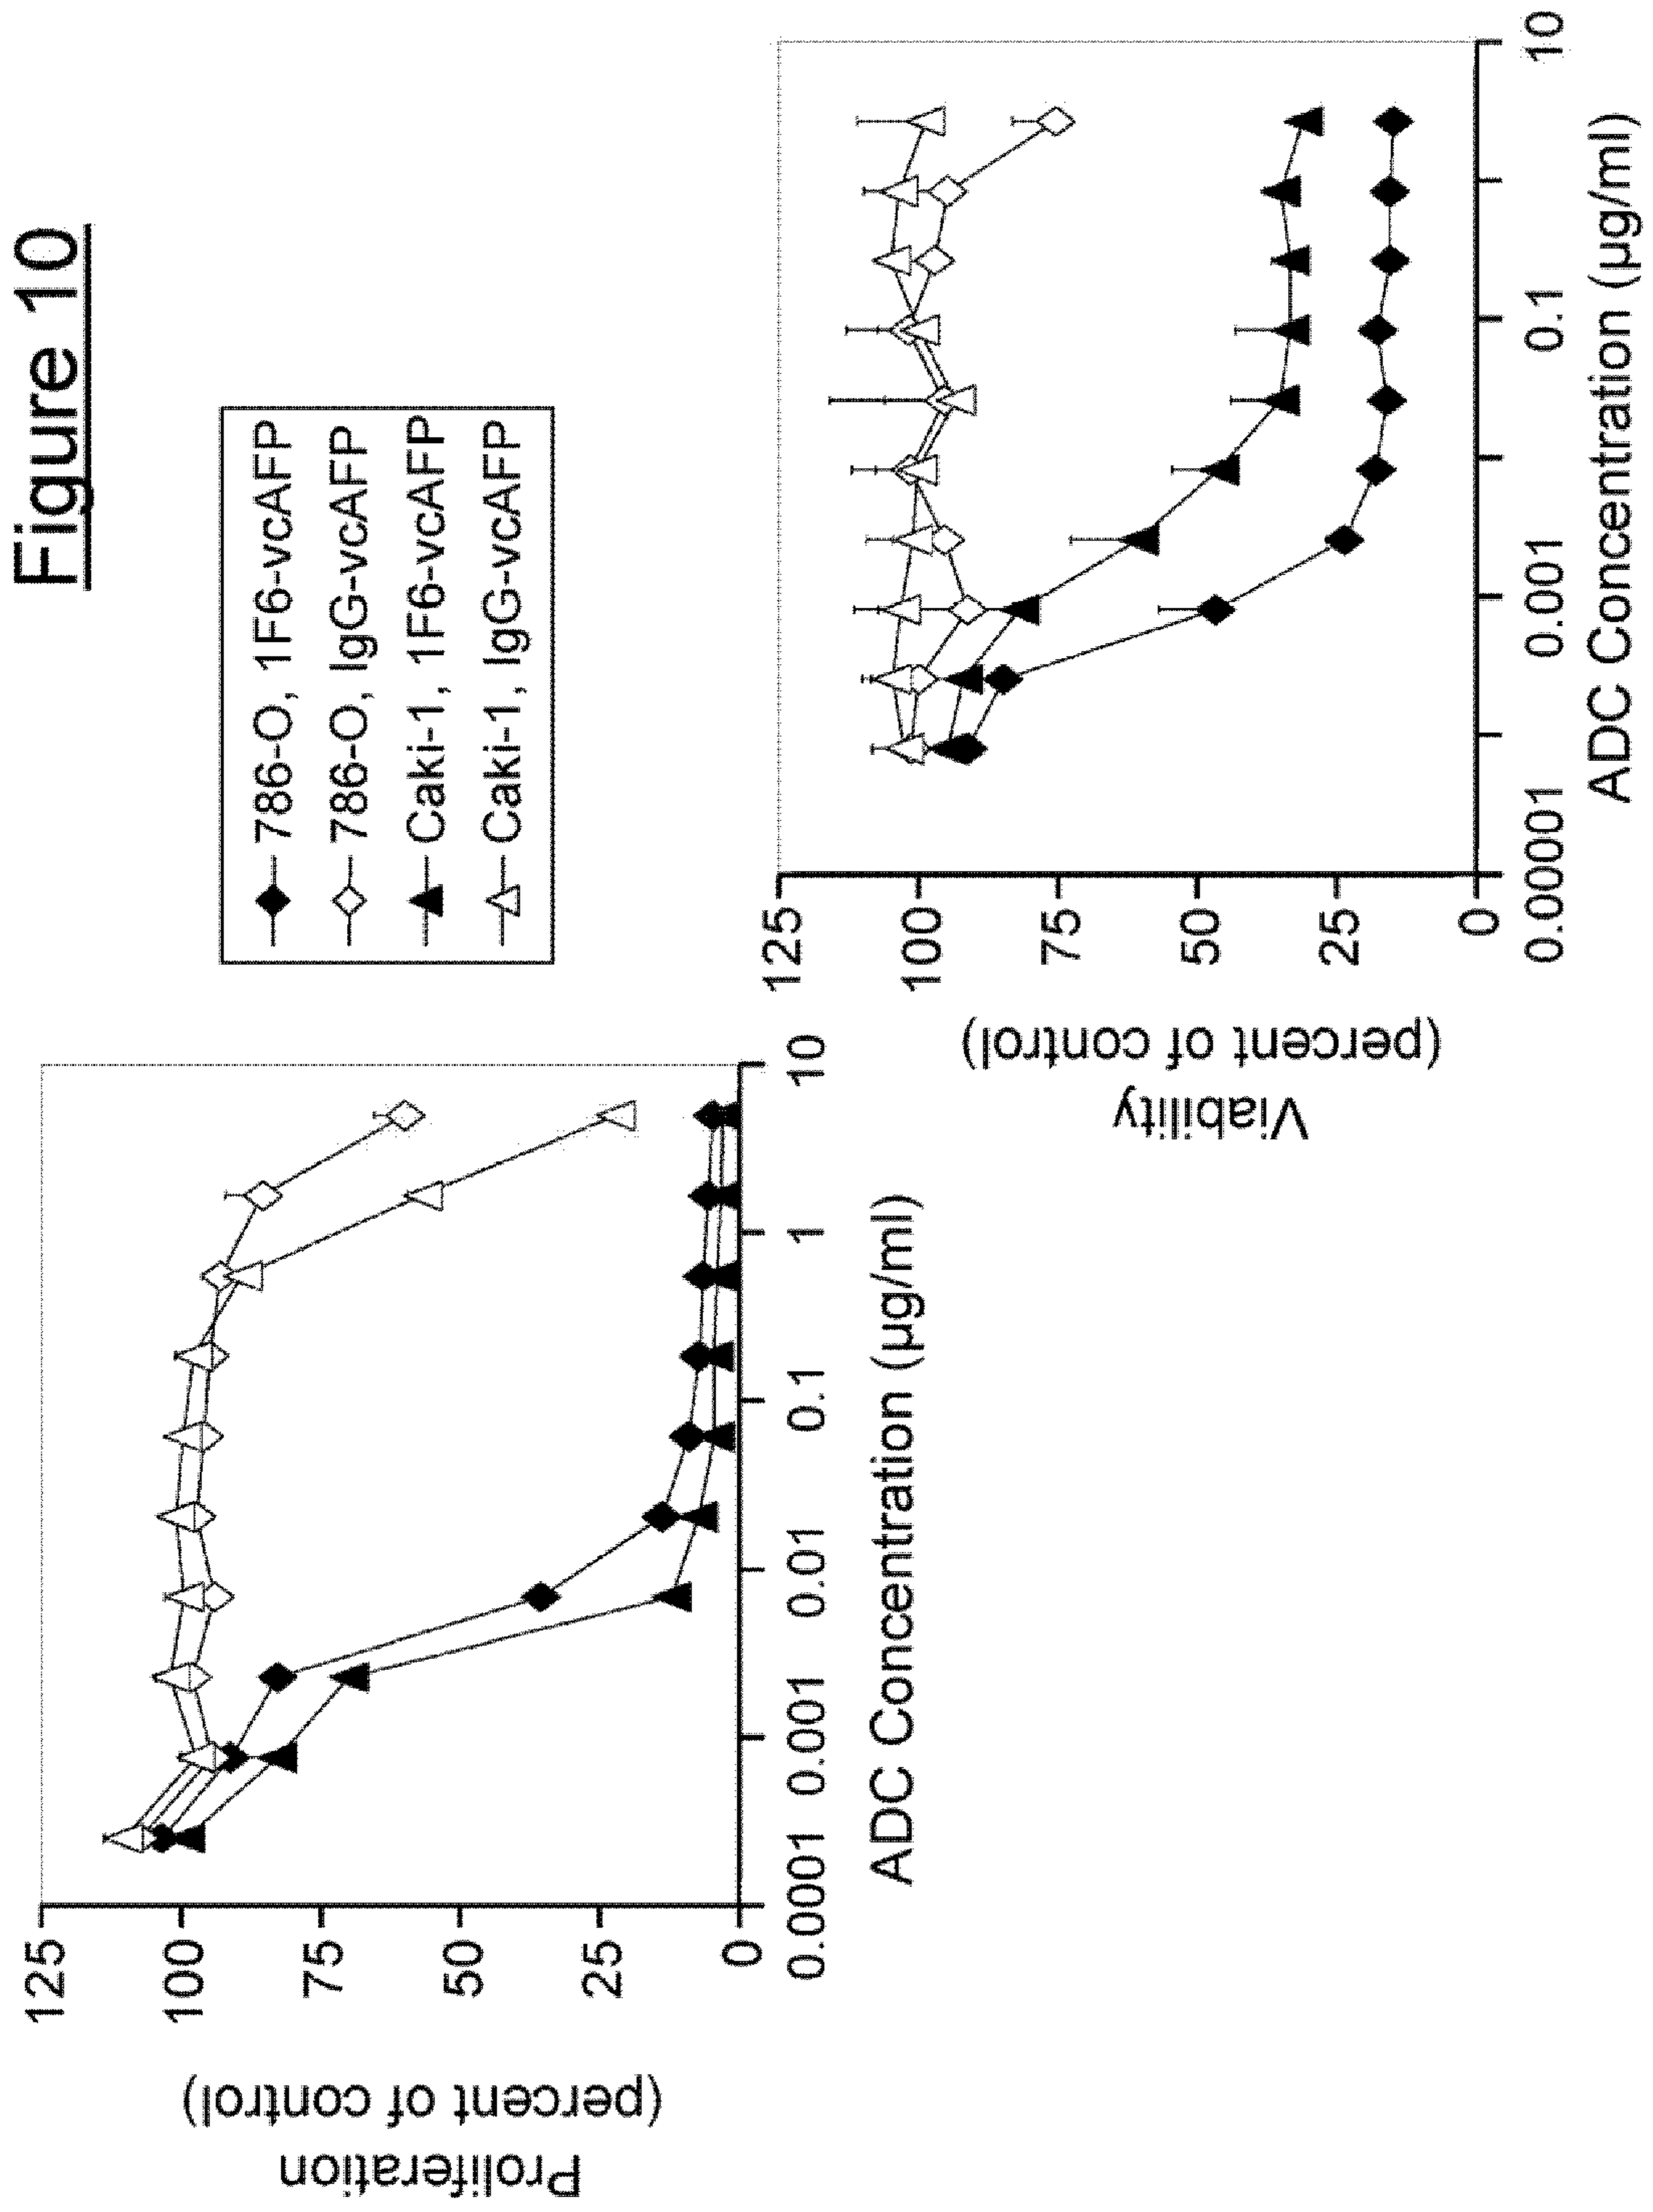 Figure 10
786-O, 1F6-vcAFP
786-O, IgG-vcAFP
Caki-1, 1F6-vcAFP
Caki-1, IgG-vcAFP
Proliferation
(percent of control)
125
100
75
50
25
0
0.0001
0.001
0.01
0.1
1
10
ADC Concentration (µg/ml)
Viability
(percent of control)
125
100
75
50
25
0
0.00001
0.001
0.1
10
ADC Concentration (µg/ml)